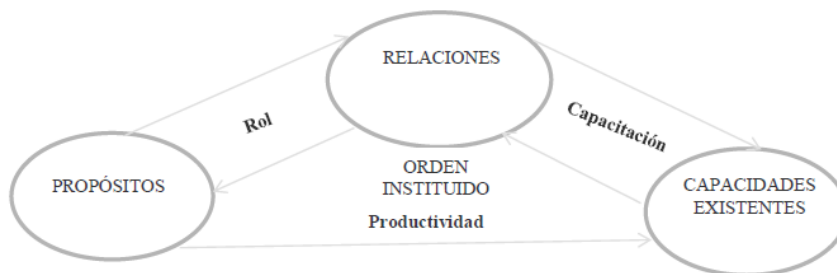 RELACIONES
Rol
Capacitación
PROPÓSITOS
ORDEN
INSTITUIDO
CAPACIDADES
EXISTENTES
Productividad